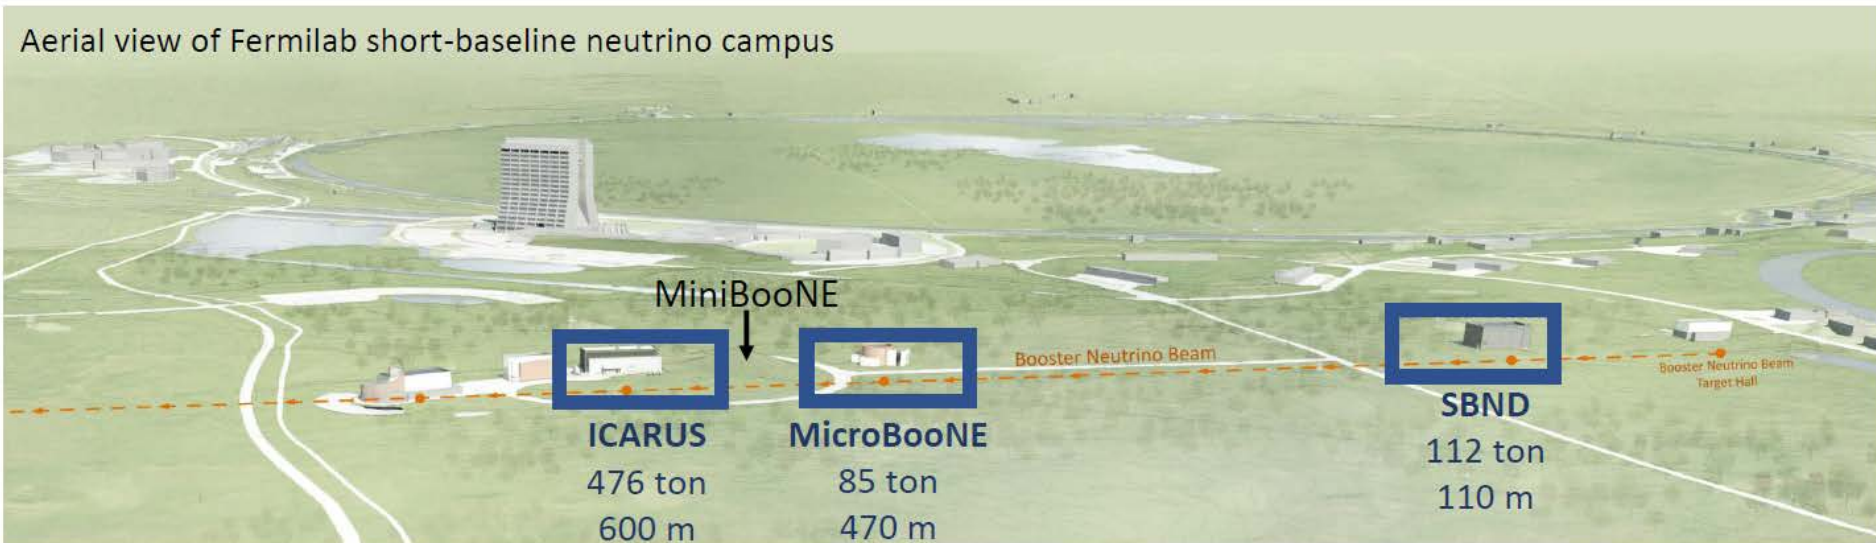 Aerial view of Fermilab short-baseline neutrino campus
MiniBooNE
Booster Neutrino Beam
Booster Neutrino Beam
Target Hall
ICARUS
476 ton
600 m
MicroBooNE
85 ton
470 m
SBND
112 ton
110 m